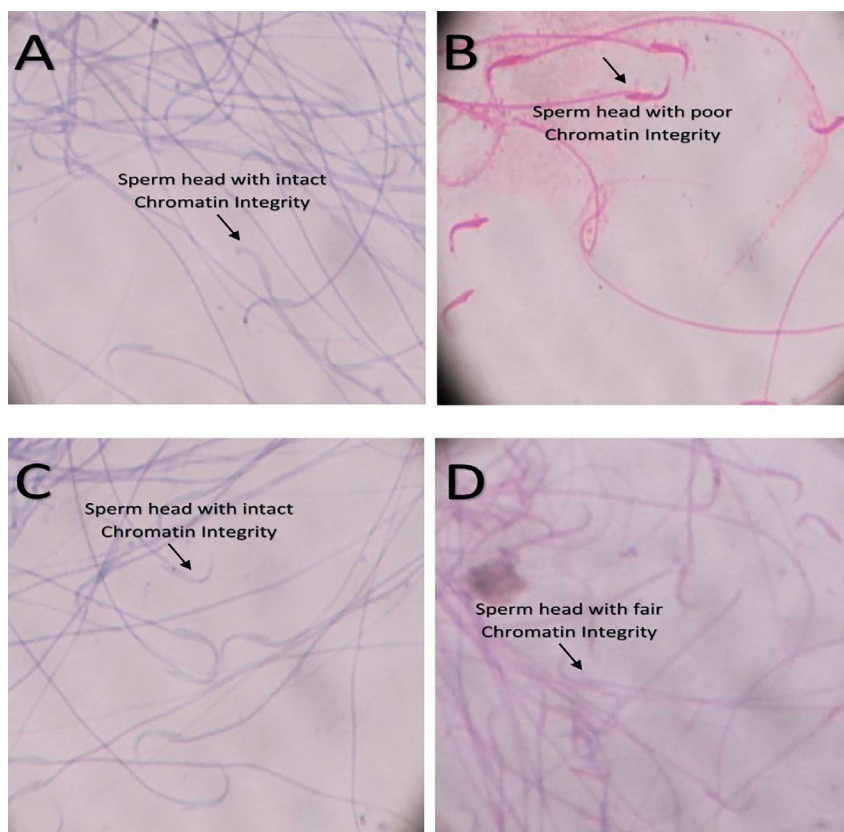 A
Sperm head with intact
Chromatin Integrity
B
Sperm head with poor
Chromatin Integrity
C
Sperm head with intact
Chromatin Integrity
D
Sperm head with fair
Chromatin Integrity